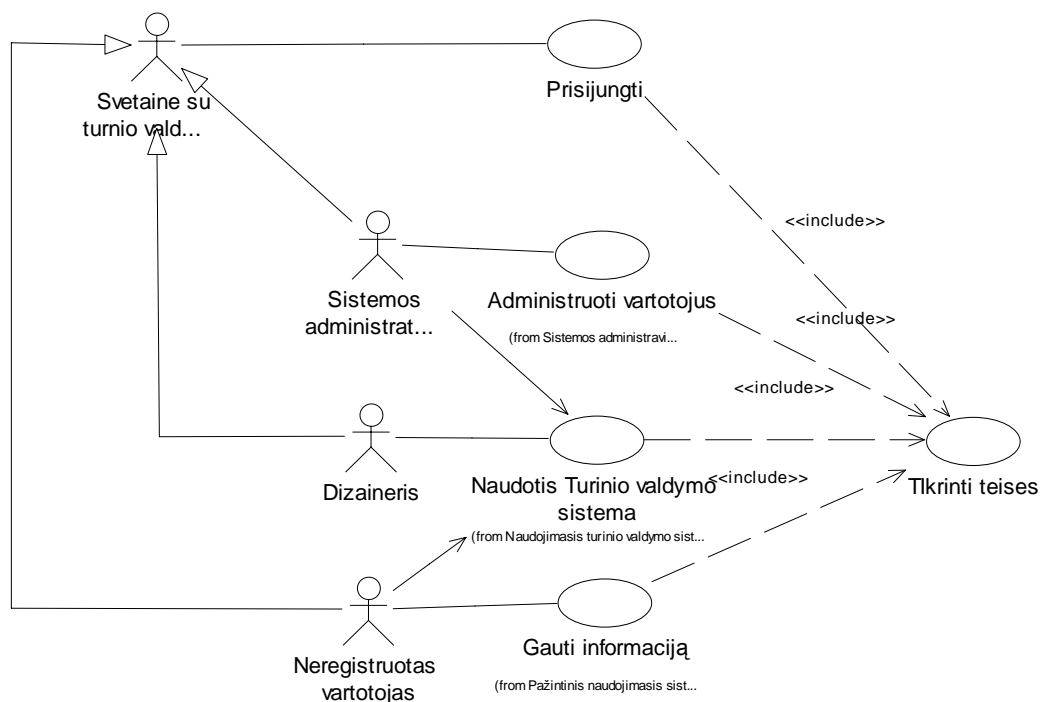 Prisijungti
Svetaine su
turnio vald...
<<include>>
Sistemos
administrat...
Administruoti vartotojus
(from Sistemos administravi...
<<include>>
<<include>>
Dizaineris
Naudotis Turinio valdymo
sistema
(from Naudojimasis turinio valdymo sist...
<<include>>
TIkrinti teises
Neregistruotas
vartotojas
Gauti informaciją
(from Pažintinis naudojimasis sist...